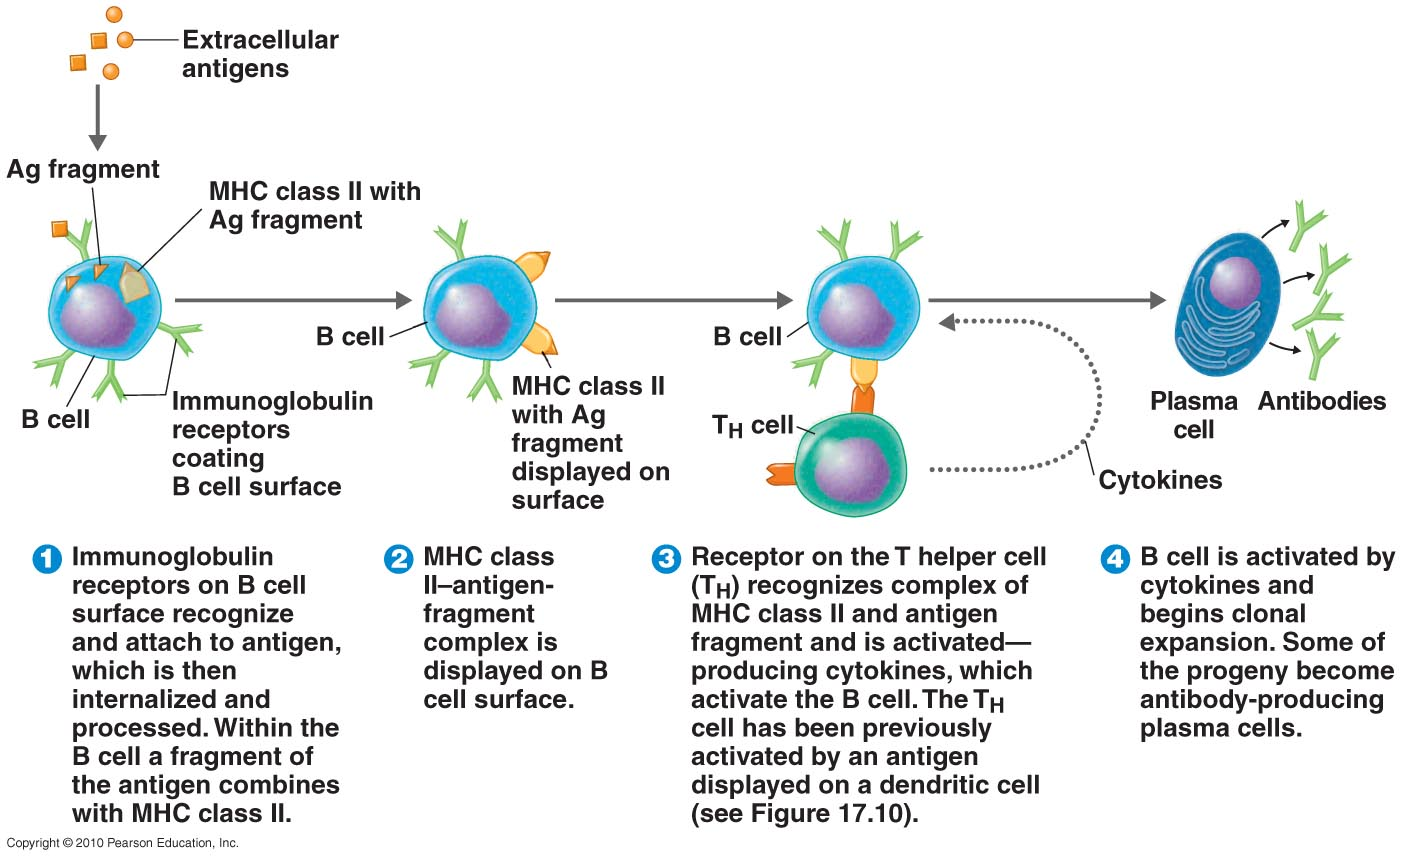 Extracellular
antigens
Ag fragment
MHC class II with
Ag fragment
B cell
Immunoglobulin
receptors
coating
B cell surface
B cell
MHC class II
with Ag
fragment
displayed on
surface
B cell
TH cell
Cytokines
Plasma
cell
Antibodies
1 Immunoglobulin
receptors on B cell
surface recognize
and attach to antigen,
which is then
internalized and
processed. Within the
B cell a fragment of
the antigen combines
with MHC class II.
2 MHC class
II–antigen-
fragment
complex is
displayed on B
cell surface.
3 Receptor on the T helper cell
(TH) recognizes complex of
MHC class II and antigen
fragment and is activated—
producing cytokines, which
activate the B cell. The TH
cell has been previously
activated by an antigen
displayed on a dendritic cell
(see Figure 17.10).
4 B cell is activated by
cytokines and
begins clonal
expansion. Some of
the progeny become
antibody-producing
plasma cells.
Copyright © 2010 Pearson Education, Inc.